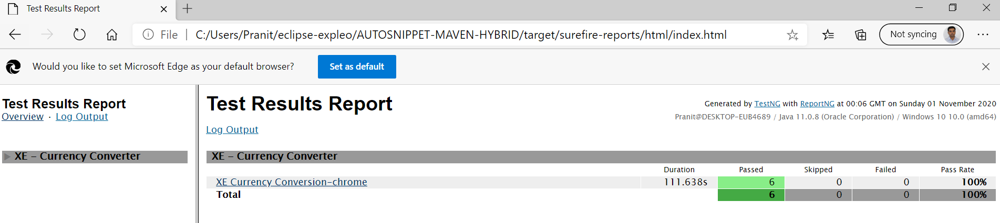 Test Results Report
File | C:/Users/Pranit/eclipse-expleo/AUTOSNIPPET-MAVEN-HYBRID/target/surefire-reports/html/index.html
Not syncing
Would you like to set Microsoft Edge as your default browser?
Set as default
Test Results Report
Overview · Log Output
XE – Currency Converter
Test Results Report
Generated by TestNG with ReportNG at 00:06 GMT on Sunday 01 November 2020
Pranit@DESKTOP-EUB4689 / Java 11.0.8 (Oracle Corporation) / Windows 10 10.0 (amd64)
Log Output
XE – Currency Converter
Duration Passed Skipped Failed Pass Rate
XE Currency Conversion-chrome 111.638s 6 0 0 100%
Total 6 0 0 100%